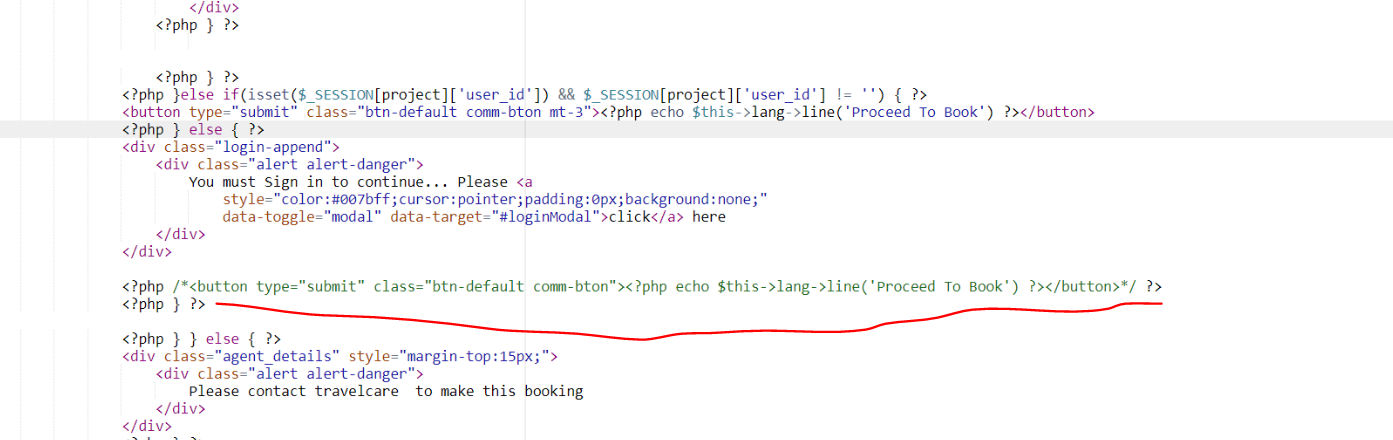 </div>
<?php } ?>
<?php } ?>
<?php }else if(isset($_SESSION[project]['user_id']) && $_SESSION[project]['user_id'] != '') { ?>
<button type="submit" class="btn-default comm-bton mt-3"><?php echo $this->lang->line('Proceed To Book') ?></button>
<?php } else { ?>
<div class="login-append">
<div class="alert alert-danger">
You must Sign in to continue... Please <a
style="color:#007bff;cursor:pointer;padding:0px;background:none;"
data-toggle="modal" data-target="#loginModal">click</a> here
</div>
</div>
<?php /*<button type="submit" class="btn-default comm-bton"><?php echo $this->lang->line('Proceed To Book') ?></button>*/ ?>
<?php } ?>
<?php } } else { ?>
<div class="agent_details" style="margin-top:15px;">
<div class="alert alert-danger">
Please contact travelcare  to make this booking
</div>
</div>